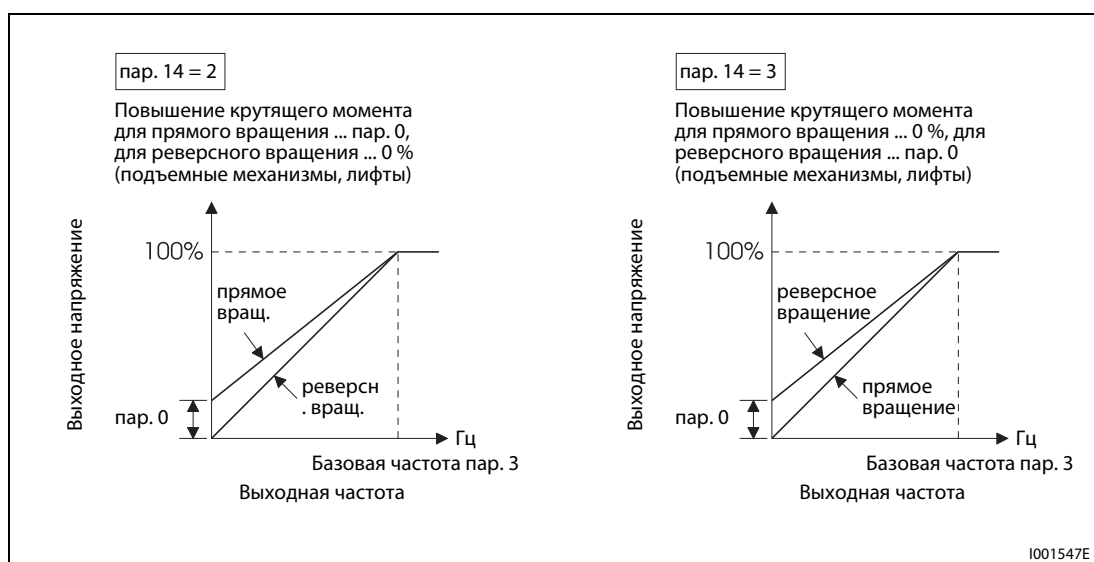 пар. 14 = 2
Повышение крутящего момента
для прямого вращения ... пар. 0,
для реверсного вращения ... 0 %
(подъемные механизмы, лифты)
Выходное напряжение
100%
прямое
вращ.
реверсн
. вращ.
пар. 0
Гц
Базовая частота пар. 3
Выходная частота
пар. 14 = 3
Повышение крутящего момента
для прямого вращения ... 0 %, для
реверсного вращения ... пар. 0
(подъемные механизмы, лифты)
Выходное напряжение
100%
реверсное
вращение
прямое
вращение
пар. 0
Гц
Базовая частота пар. 3
Выходная частота
I001547E